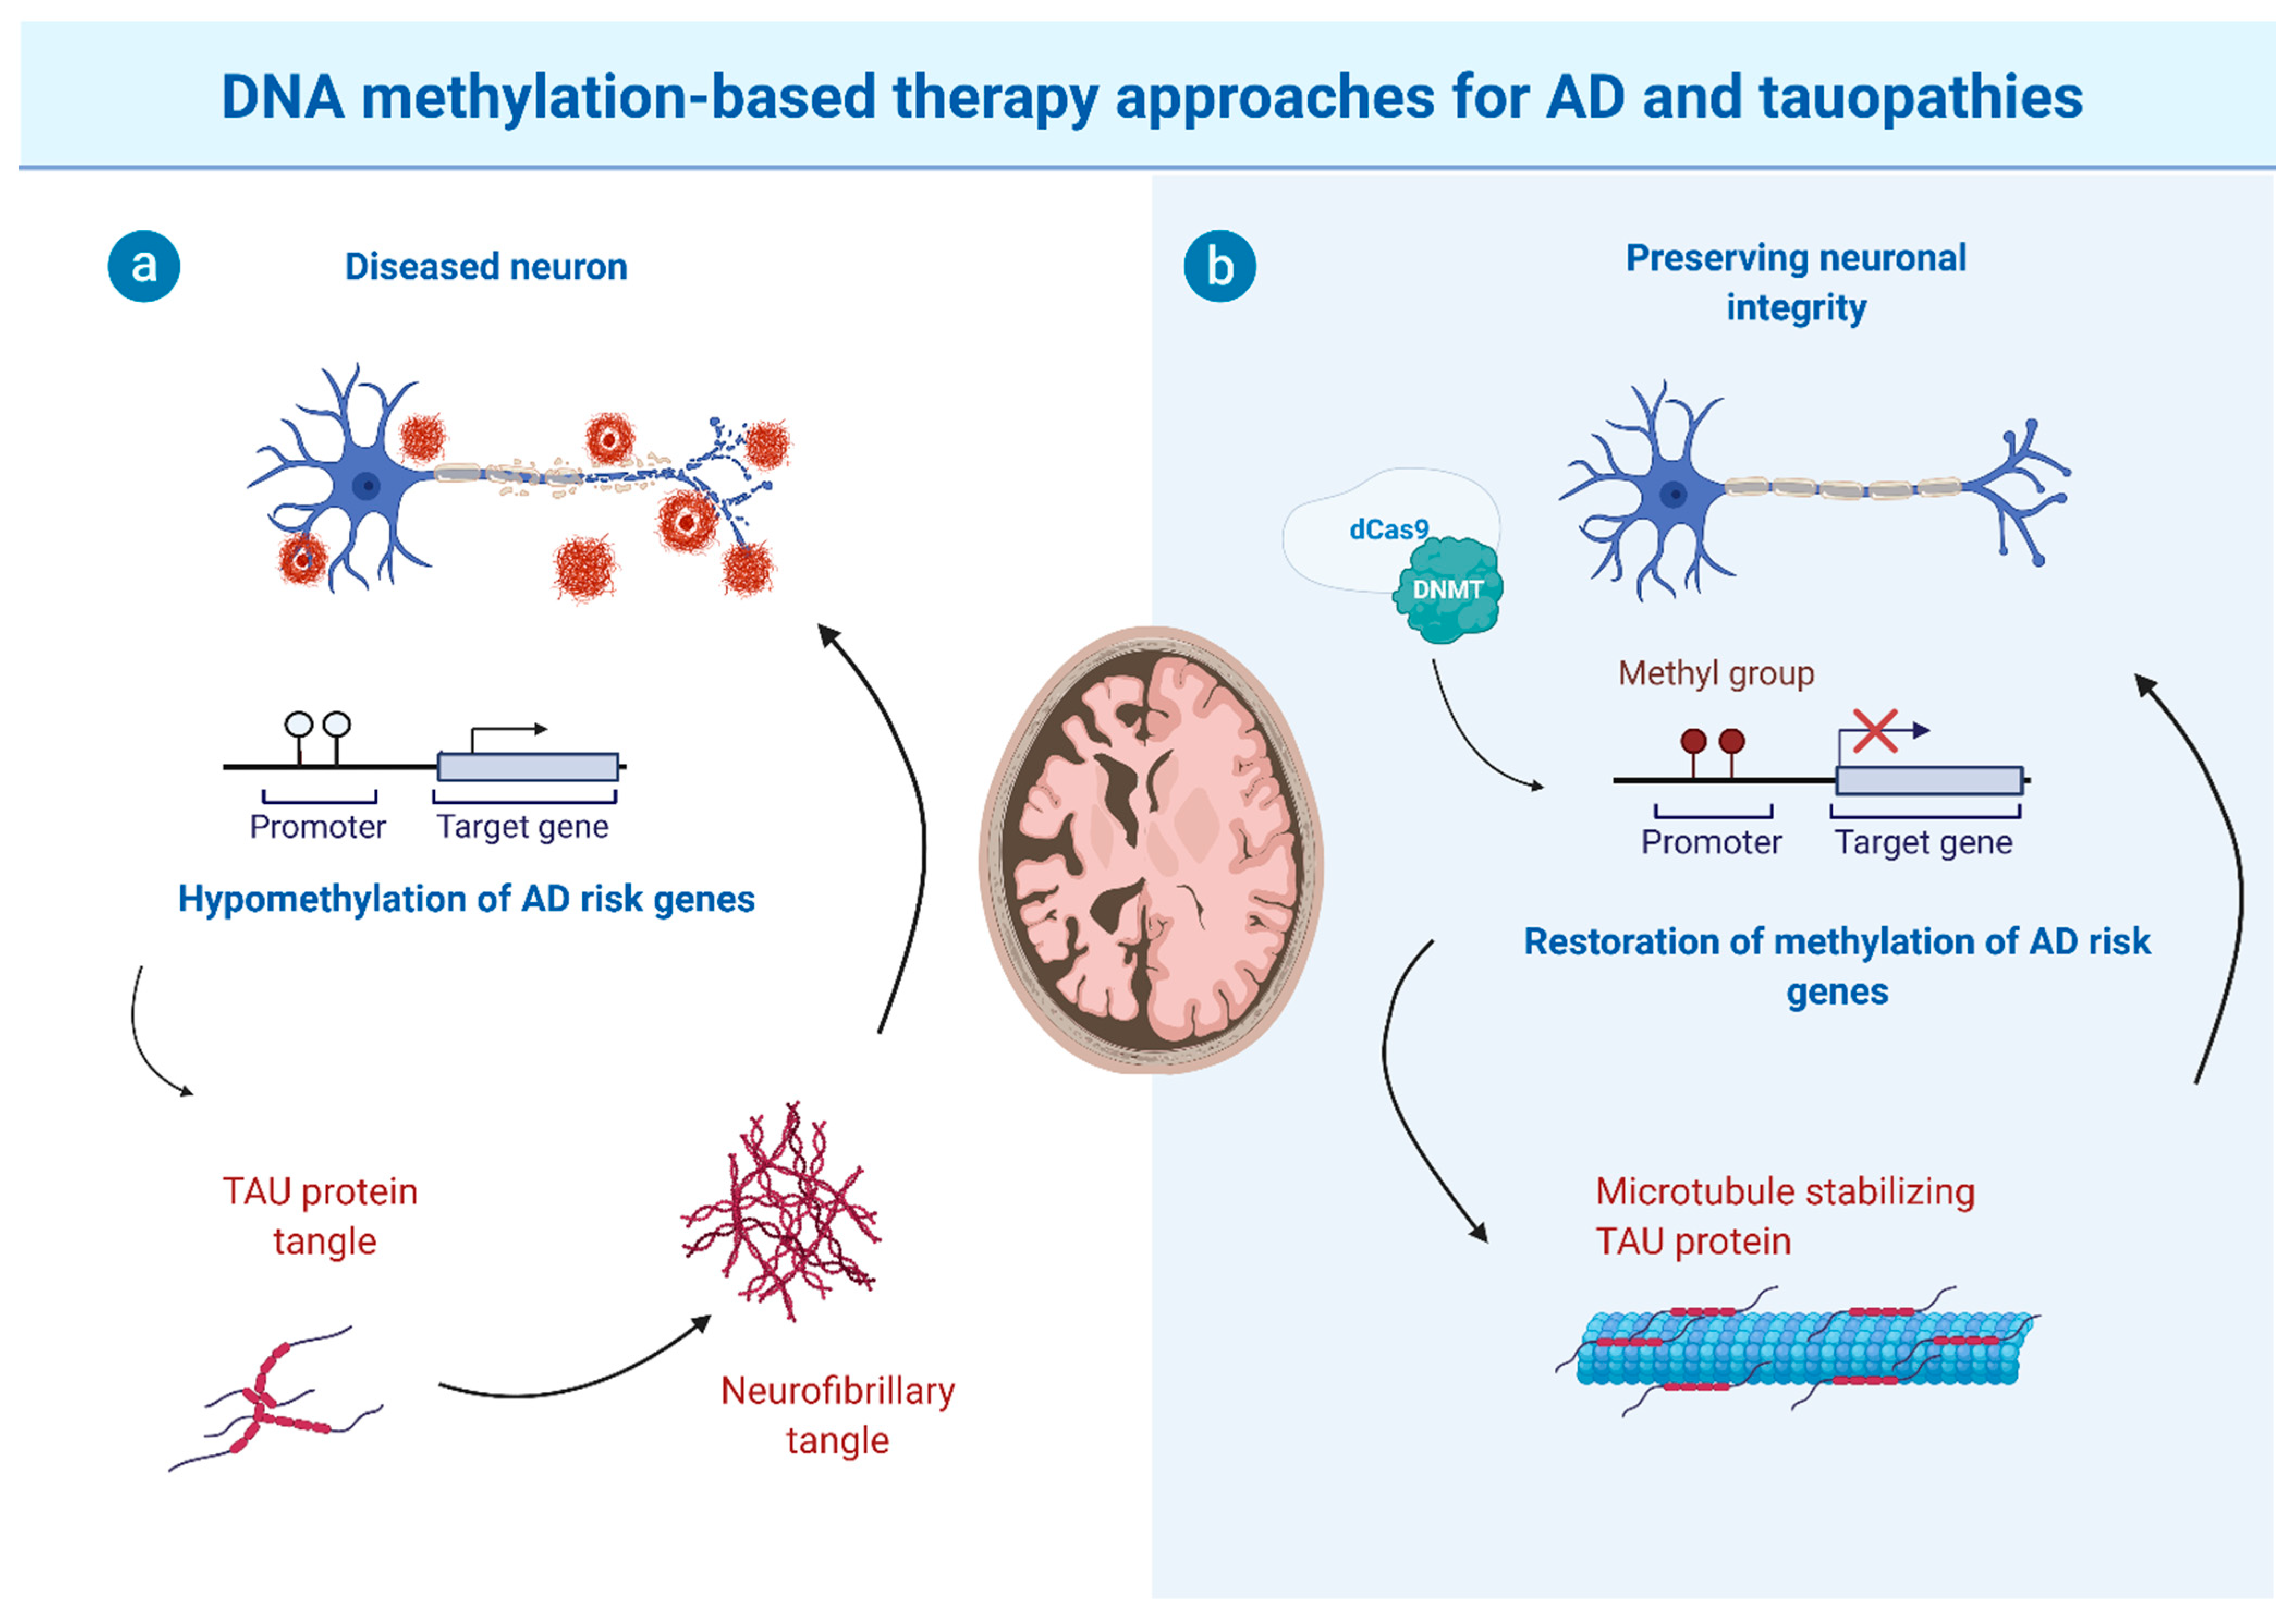 DNA methylation-based therapy approaches for AD and tauopathies
a
Diseased neuron
Promoter
Target gene
Hypomethylation of AD risk genes
TAU protein
tangle
Neurofibrillary
tangle
b
Preserving neuronal
integrity
dCas9
DNMT
Methyl group
Promoter
Target gene
Restoration of methylation of AD risk
genes
Microtubule stabilizing
TAU protein